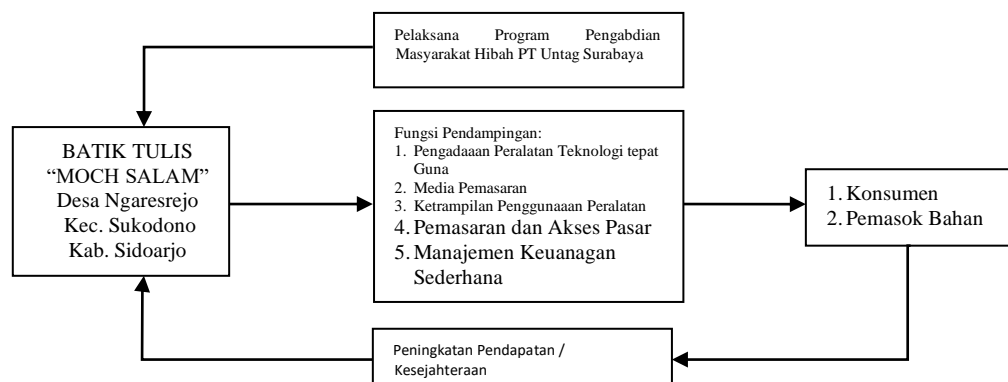 Pelaksana Program Pengabdian
Masyarakat Hibah PT Untag Surabaya
BATIK TULIS
“MOCH SALAM”
Desa Ngaresrejo
Kec. Sukodono
Kab. Sidoarjo
Fungsi Pendampingan:
1. Pengadaaan Peralatan Teknologi tepat
Guna
2. Media Pemasaran
3. Ketrampilan Penggunaaan Peralatan
4. Pemasaran dan Akses Pasar
5. Manajemen Keuanagan
Sederhana
1. Konsumen
2. Pemasok Bahan
Peningkatan Pendapatan /
Kesejahteraan